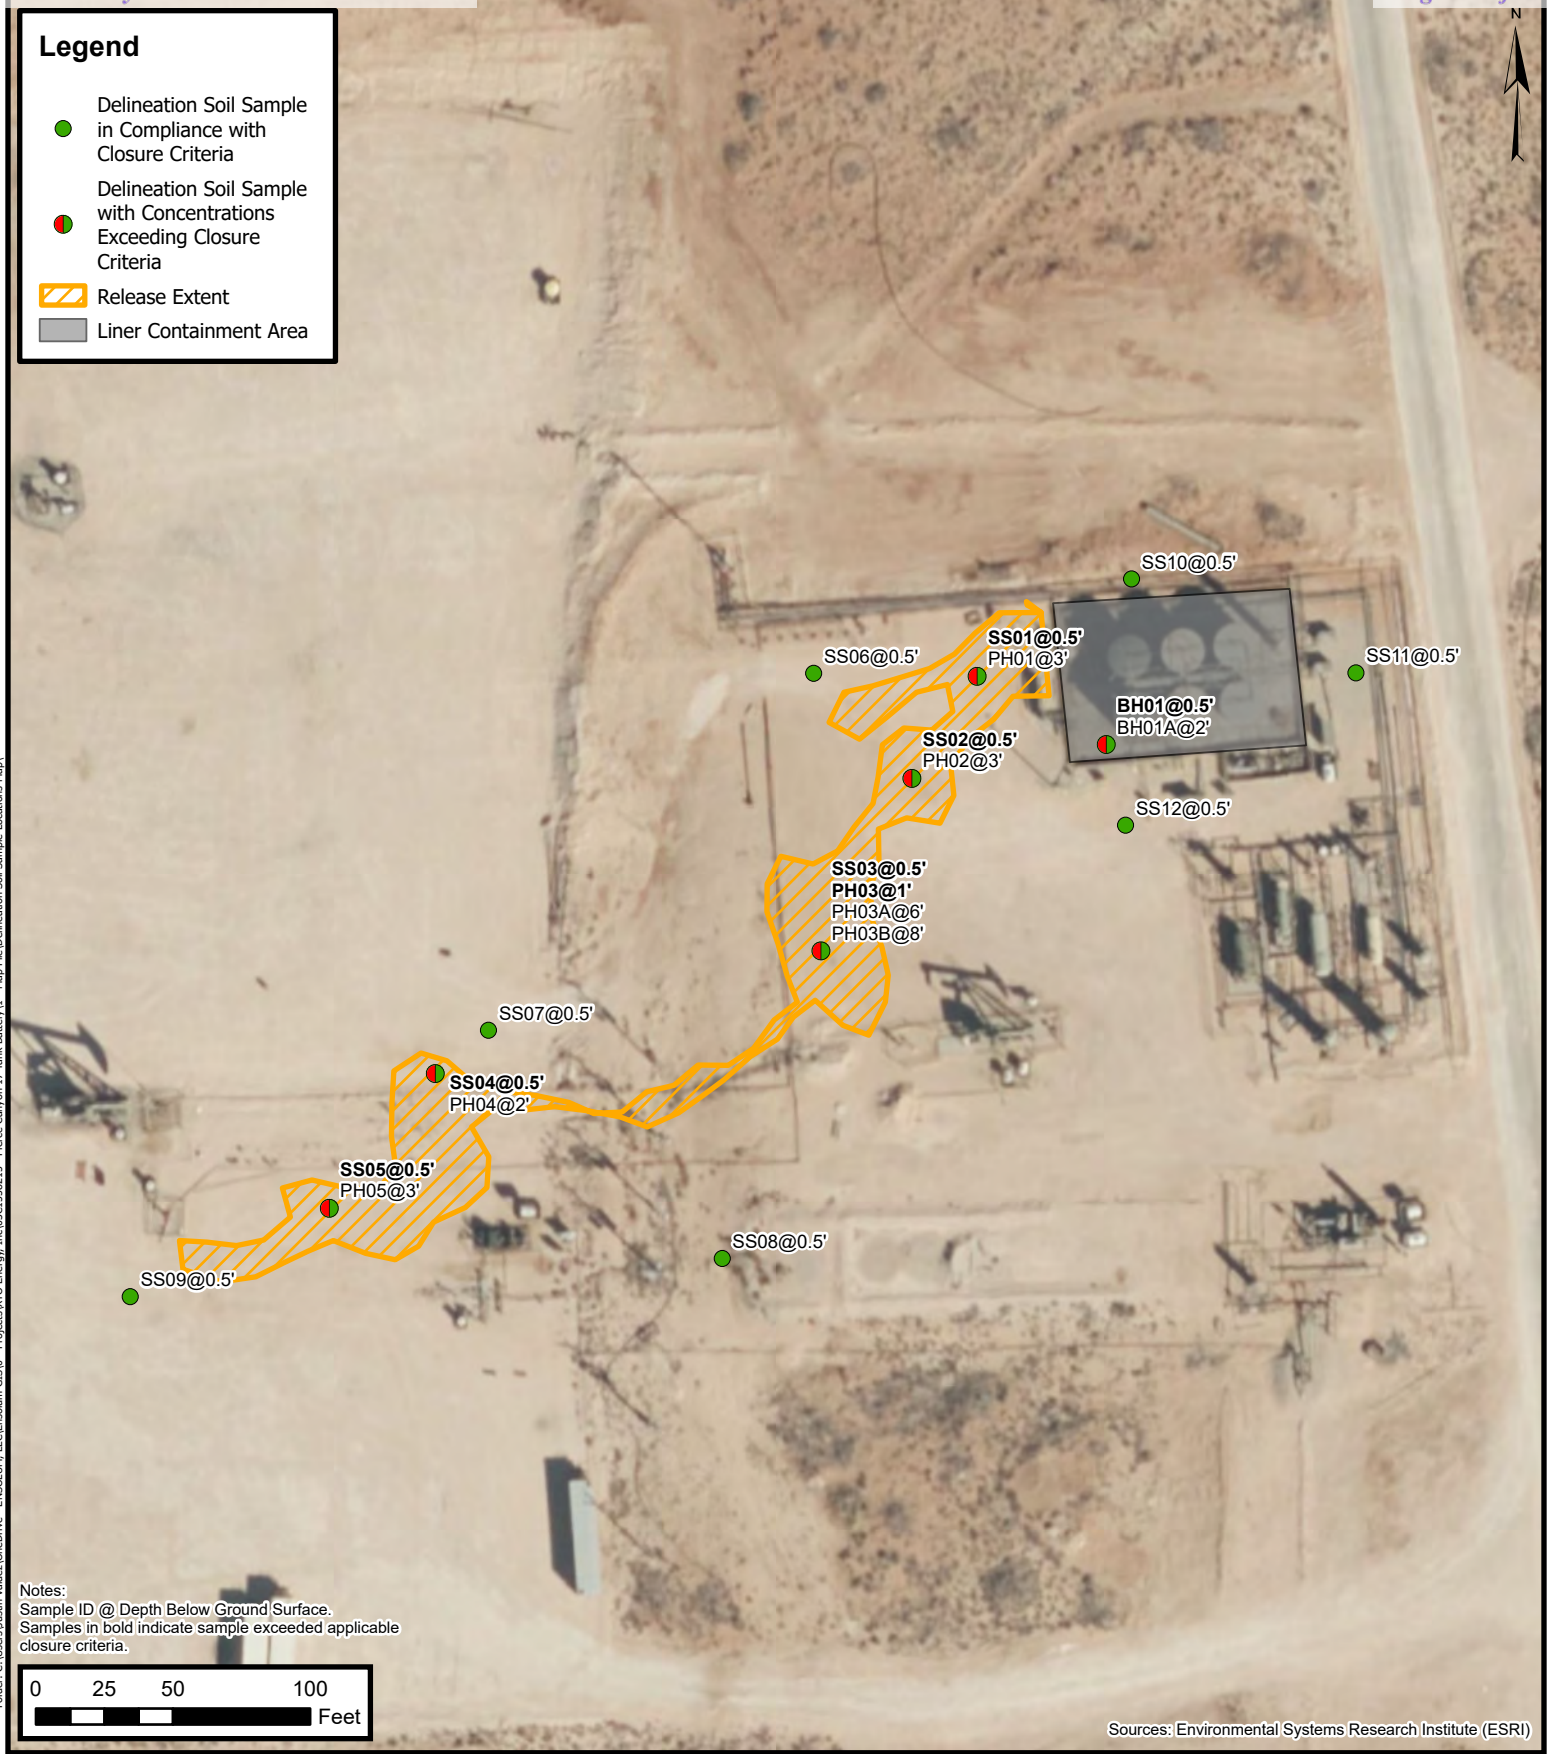 Legend
Delineation Soil Sample
in Compliance with
Closure Criteria
Delineation Soil Sample
with Concentrations
Exceeding Closure
Criteria
Release Extent
Liner Containment Area
N
SS10@0.5'
SS01@0.5'
PH01@3'
SS06@0.5'
SS11@0.5'
BH01@0.5'
BH01A@2'
SS02@0.5'
PH02@3'
SS12@0.5'
SS03@0.5'
PH03@1'
PH03A@6'
PH03B@8'
SS07@0.5'
SS04@0.5'
PH04@2'
SS05@0.5'
PH05@3'
SS08@0.5'
SS09@0.5'
Notes:
Sample ID @ Depth Below Ground Surface.
Samples in bold indicate sample exceeded applicable
closure criteria.
0 25 50 100
Feet
Sources: Environmental Systems Research Institute (ESRI)